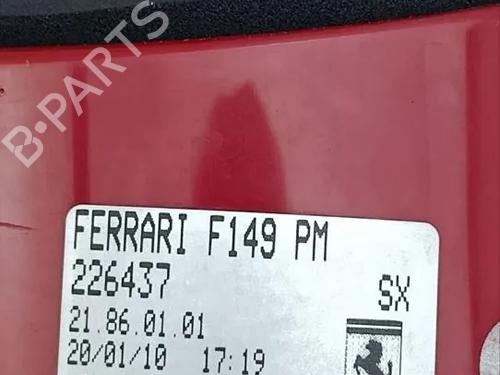 B-PARTS
FERRARI F149 PM
226437
SX
21.86.01.01
20/01/10 17:19